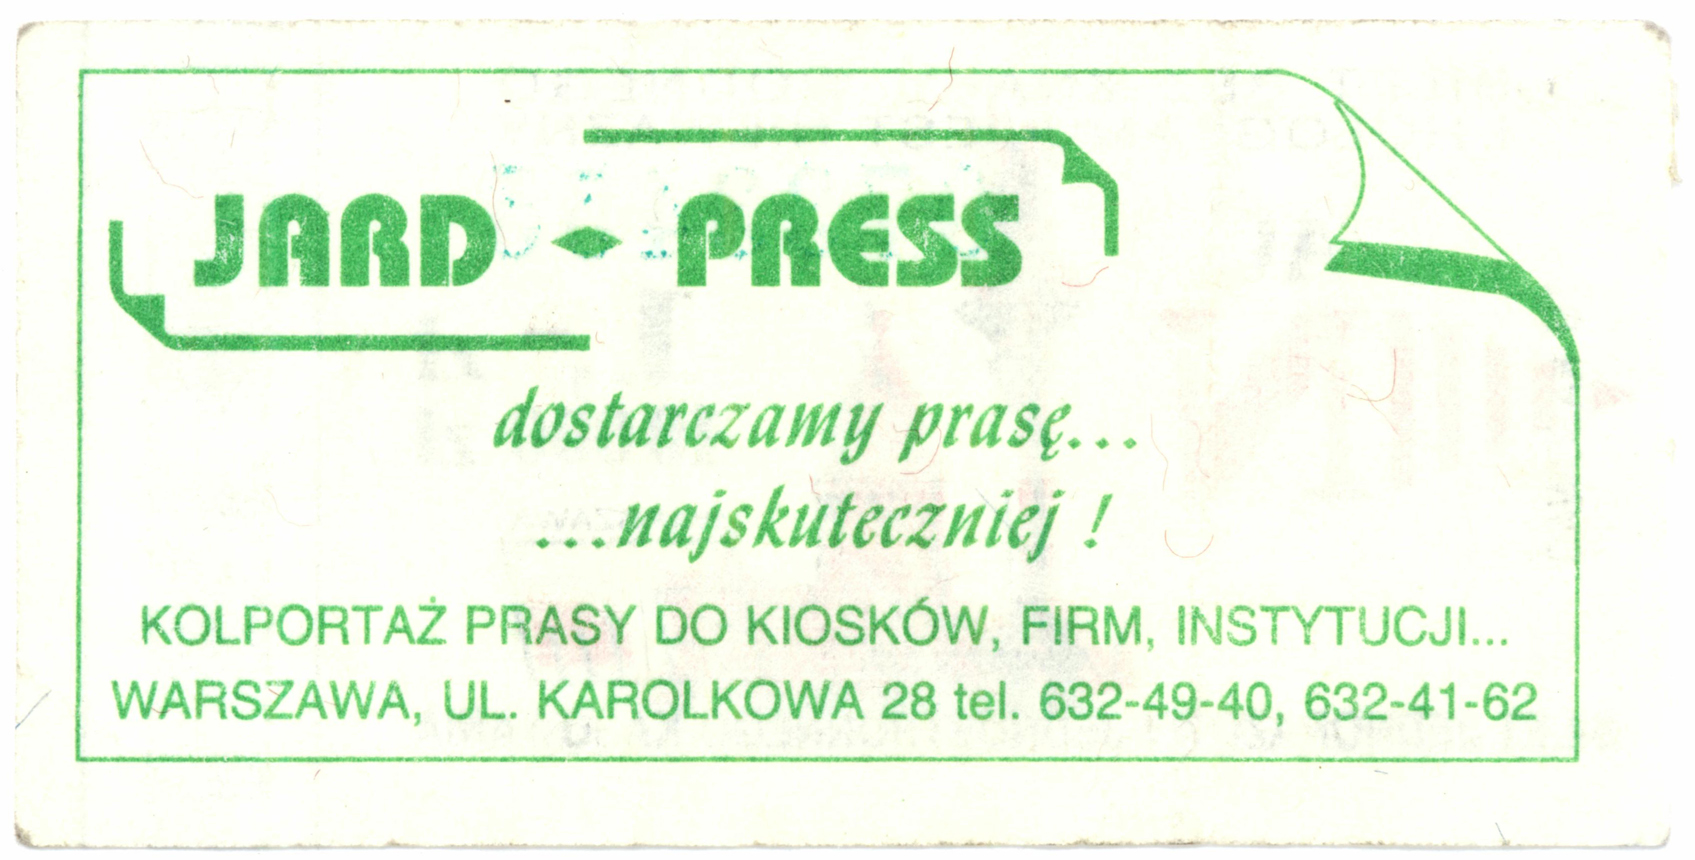 JARD PRESS
dostarczamy prasę...
...najskuteczniej !
KOLPORTAŻ PRASY DO KIOSKÓW, FIRM, INSTYTUCJI...
WARSZAWA, UL. KAROLKOWA 28 tel. 632-49-40, 632-41-62